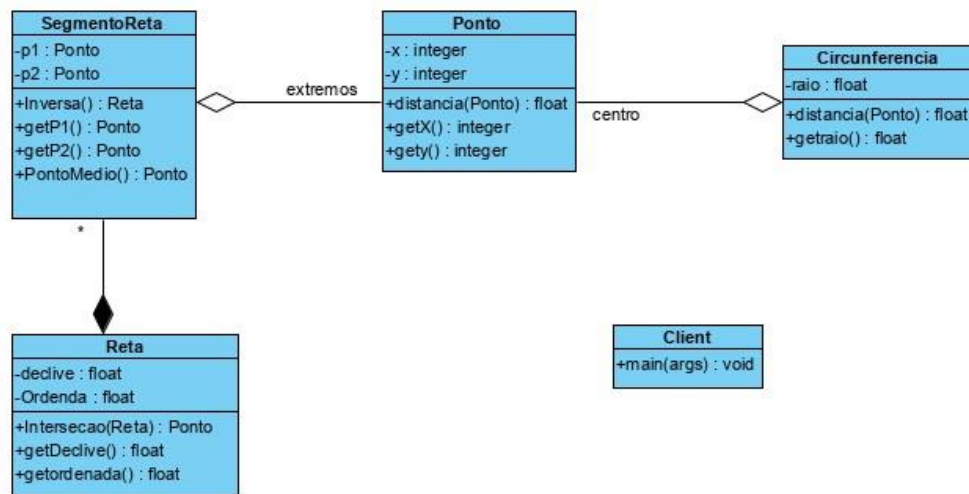 SegmentoReta
-p1 : Ponto
-p2 : Ponto
+Inversa() : Reta
+getP1() : Ponto
+getP2() : Ponto
+PontoMedio() : Ponto
extremos
Ponto
-x : integer
-y : integer
+distancia(Ponto) : float
+getX() : integer
+gety() : integer
centro
Circunferencia
-raio : float
+distancia(Ponto) : float
+getraio() : float
*
Reta
-declive : float
-Ordenda : float
+Intersecao(Reta) : Ponto
+getDeclive() : float
+getordenada() : float
Client
+main(args) : void